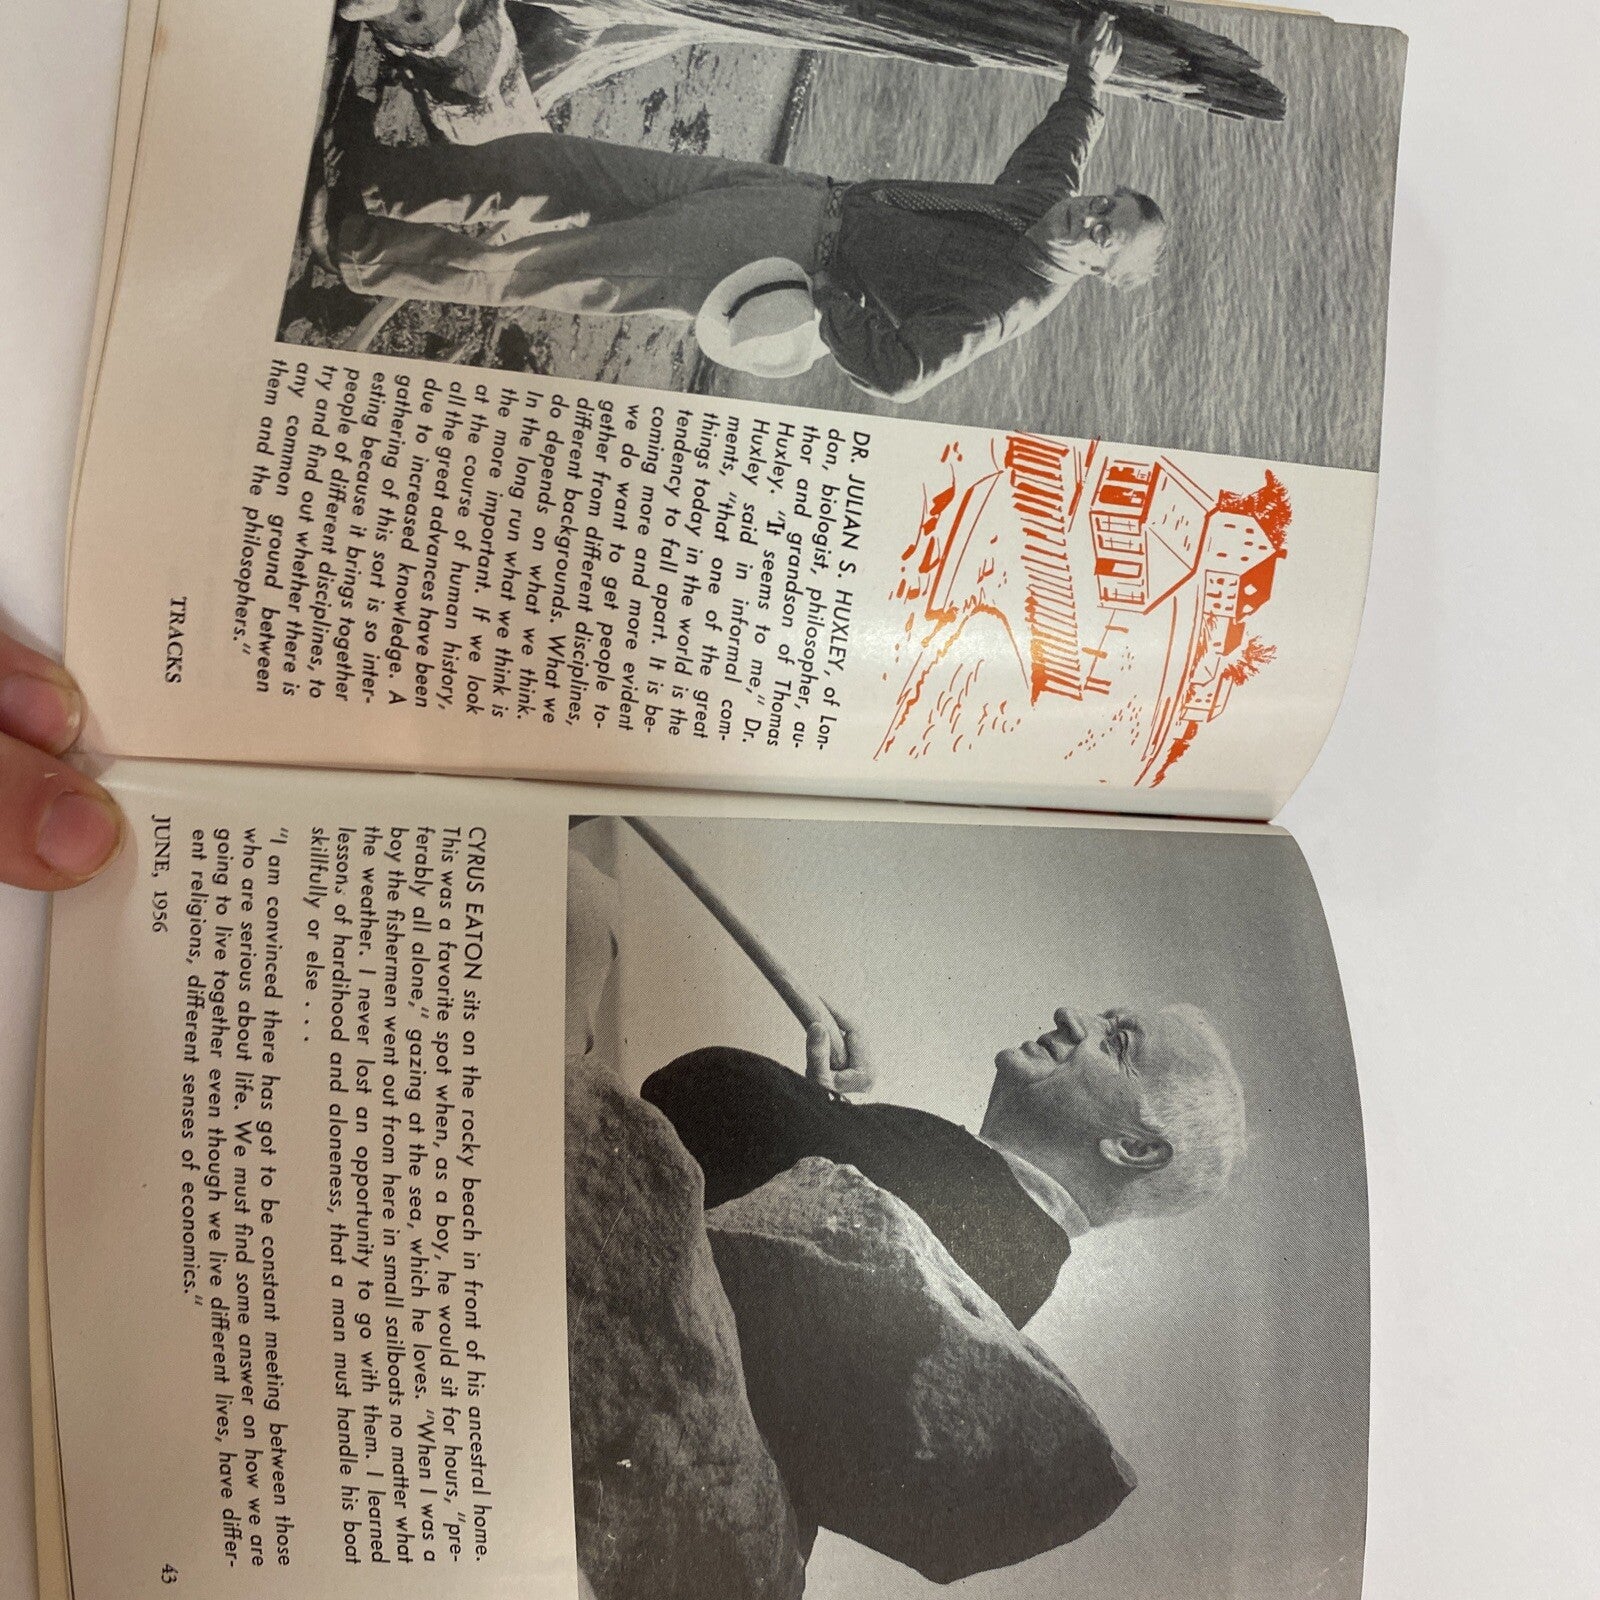 DR. JULIAN S. HUXLEY, of Lon-
don, biologist, philosopher, au-
thor and grandson of Thomas
Huxley. "It seems to me," Dr.
Huxley said in informal com-
ments, "that one of the great
things today in the world is the
tendency to fall apart. It is be-
coming more and more evident
we do want to get people to-
gether from different disciplines,
different backgrounds. What we
do depends on what we think.
In the long run what we think is
the more important. If we look
at the course of human history,
all the great advances have been
due to increased knowledge. A
gathering of this sort is so inter-
esting because it brings together
people of different disciplines, to
try and find out whether there is
any common ground between
them and the philosophers."
TRACKS
CYRUS EATON sits on the rocky beach in front of his ancestral home.
This was a favorite spot when, as a boy, he would sit for hours, "pre-
ferably all alone," gazing at the sea, which he loves. "When I was a
boy the fishermen went out from here in small sailboats no matter what
the weather. I never lost an opportunity to go with them. I learned
lessons of hardihood and aloneness, that a man must handle his boat
skillfully or else . . .
"I am convinced there has got to be constant meeting between those
who are serious about life. We must find some answer on how we are
going to live together even though we live different lives, have differ-
ent religions, different senses of economics."
JUNE, 1956
43